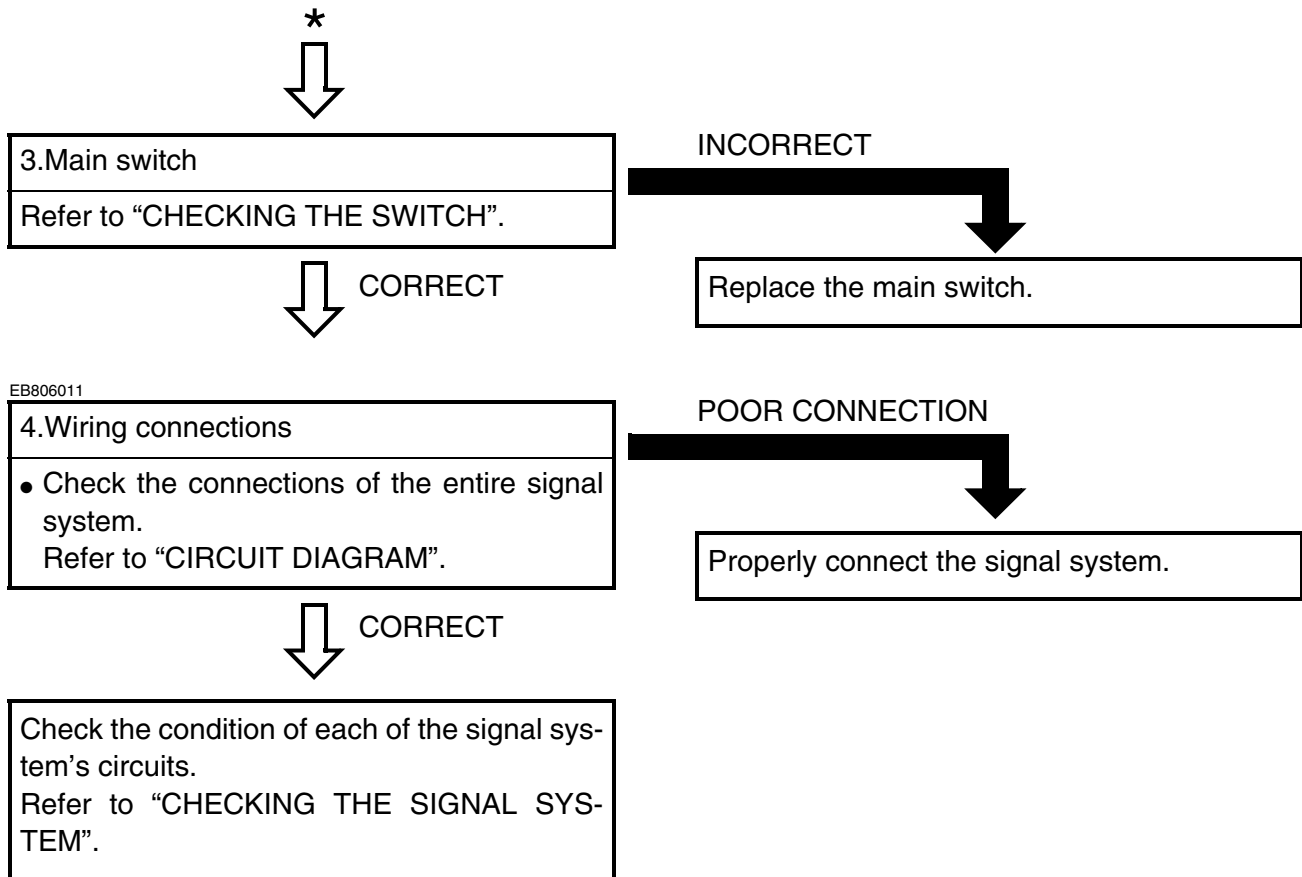 *
3.Main switch
INCORRECT
Refer to “CHECKING THE SWITCH”.
CORRECT
Replace the main switch.
EB806011
4.Wiring connections
POOR CONNECTION
● Check the connections of the entire signal
system.
Refer to “CIRCUIT DIAGRAM”.
Properly connect the signal system.
CORRECT
Check the condition of each of the signal sys-
tem’s circuits.
Refer to “CHECKING THE SIGNAL SYS-
TEM”.